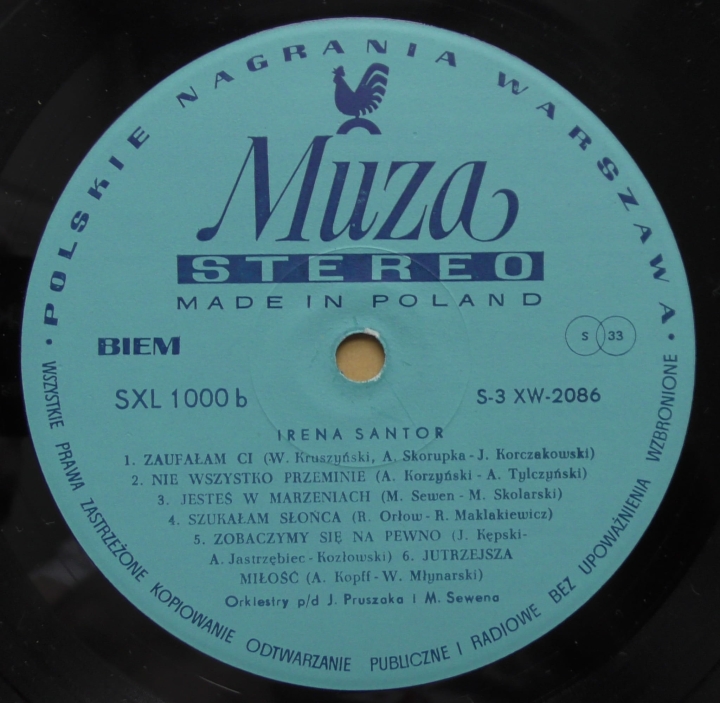 POLSKIE NAGRANIA WARSZAWA
Muza
STEREO
MADE IN POLAND
BIEM
S 33
SXL 1000 b
S-3 XW-2086
IRENA SANTOR
1. ZAUFAŁAM CI (W. Kruszyński, A. Skorupka - J. Korczakowski)
2. NIE WSZYSTKO PRZEMINIE (A. Korzyński - A. Tylczyński)
3. JESTEŚ W MARZENIACH (M. Sewen - M. Skolarski)
4. SZUKAŁAM SŁOŃCA (R. Orłow - R. Maklakiewicz)
5. ZOBACZYMY SIĘ NA PEWNO (J. Kępski-
A. Jastrzębiec - Kozłowski) 6. JUTRZEJSZA
MIŁOŚĆ (A. Kopff - W. Młynarski)
Orkiestry p/d J. Pruszaka i M. Sewena
• WSZYSTKIE PRAWA ZASTRZEŻONE KOPIOWANIE ODTWARZANIE PUBLICZNE I RADIOWE BEZ UPOWAŻNIENIA WZBRONIONE •